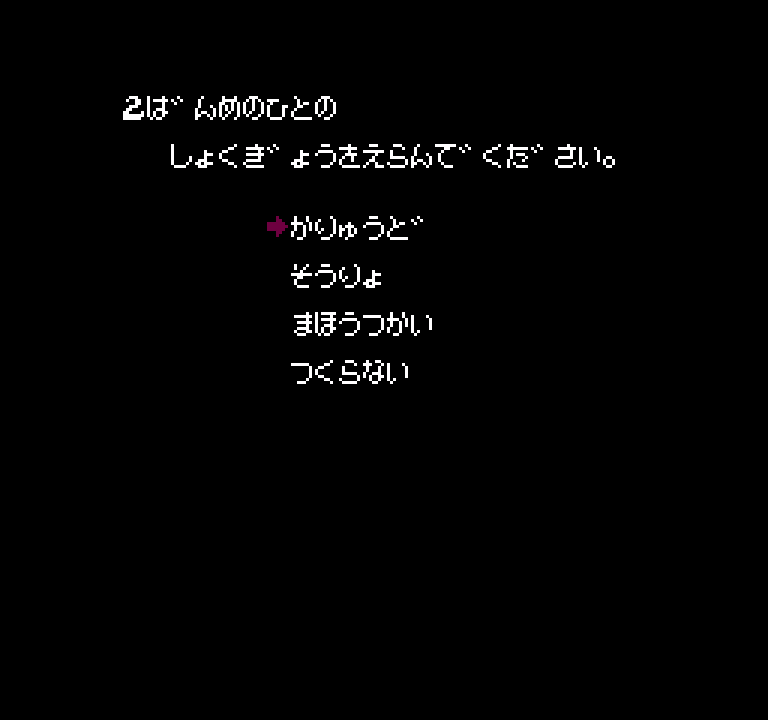 2ばんめのひとの
しょくぎょうをえらんでください。
➡かりゅうど
そうりょ
まほうつかい
つくらない